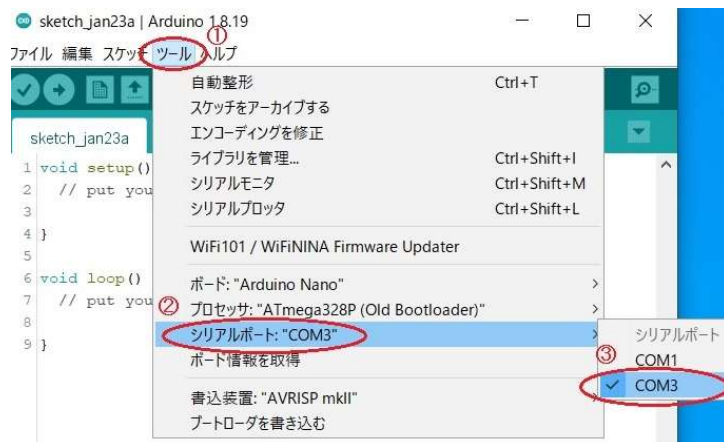 sketch_jan23a | Arduino 1.8.19
①
ファイル 編集 スケッチ ツール ヘルプ
自動整形 Ctrl+T
スケッチをアーカイブする
エンコーディングを修正
ライブラリを管理... Ctrl+Shift+I
シリアルモニタ Ctrl+Shift+M
シリアルプロッタ Ctrl+Shift+L
WiFi101 / WiFiNINA Firmware Updater
ボード: "Arduino Nano"
② プロセッサ: "ATmega328P (Old Bootloader)"
シリアルポート: "COM3"
ボード情報を取得
書込装置: "AVRISP mkII"
ブートローダを書き込む
シリアルポート
③ COM1
COM3
sketch_jan23a
1 void setup()
2 // put you
3
4 }
5
6 void loop()
7 // put you
8
9 }